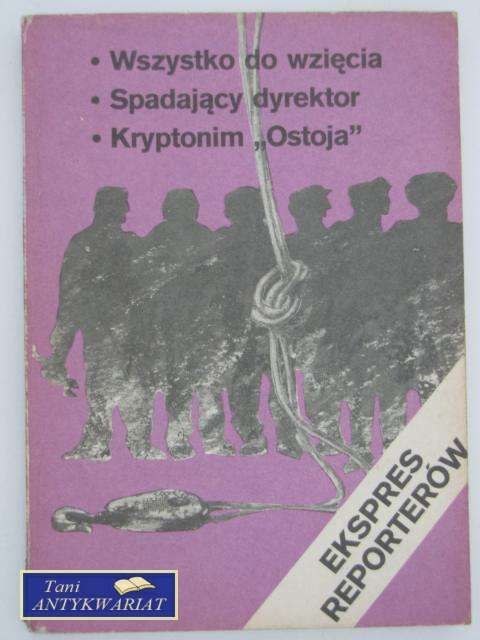 • Wszystko do wzięcia
• Spadający dyrektor
• Kryptonim „Ostoja”
EKSPRES
REPORTERÓW
Tani
ANTYKWARIAT